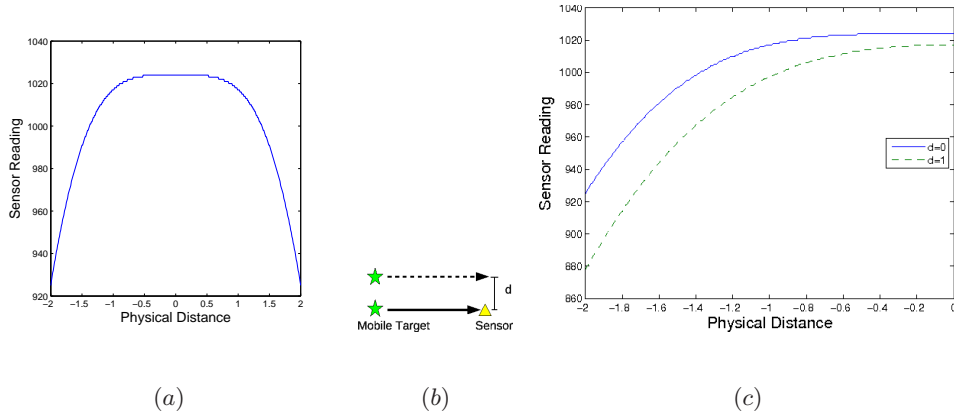 1040
1020
1000
980
960
940
920
−2 −1.5 −1 −0.5 0 0.5 1 1.5 2
Sensor Reading
Physical Distance
d
Mobile Target Sensor
1040
1020
1000
980
960
940
920
900
880
860
−2 −1.8 −1.6 −1.4 −1.2 −1 −0.8 −0.6 −0.4 −0.2 0
Sensor Reading
Physical Distance
d=0
d=1
(a) (b) (c)